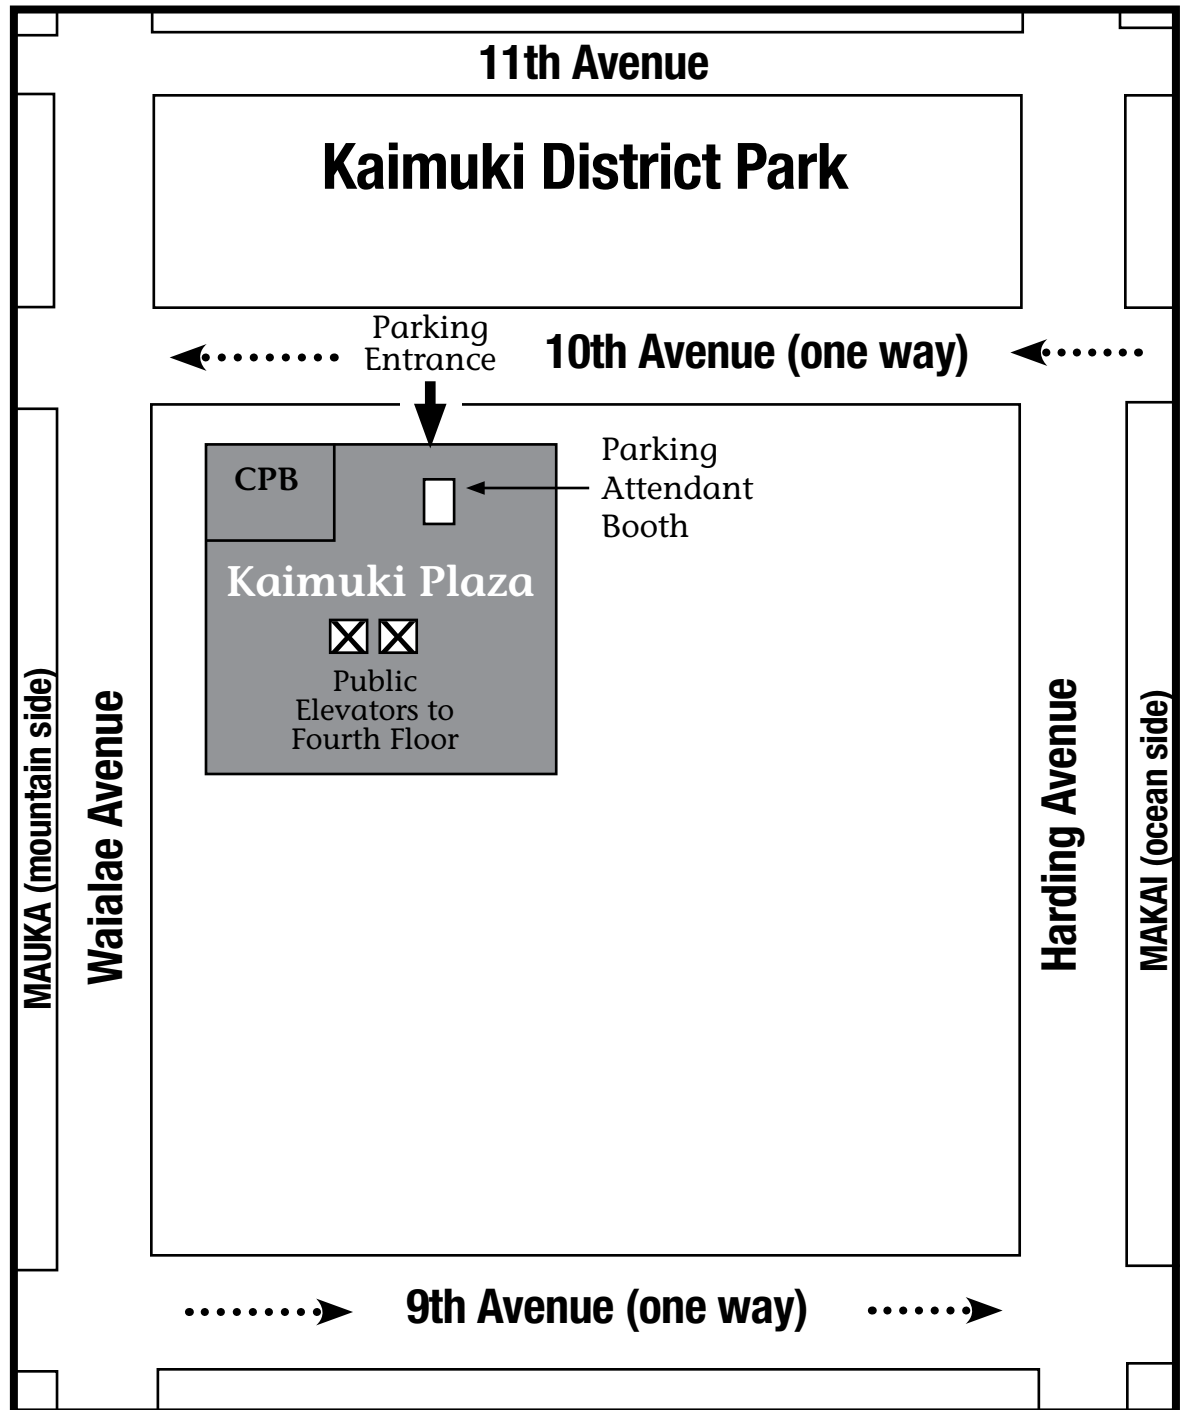 11th Avenue
Kaimuki District Park
Parking
Entrance
10th Avenue (one way)
CPB
Parking
Attendant
Booth
Kaimuki Plaza
Public
Elevators to
Fourth Floor
MAUKA (mountain side)
Waialae Avenue
Harding Avenue
MAKAI (ocean side)
9th Avenue (one way)